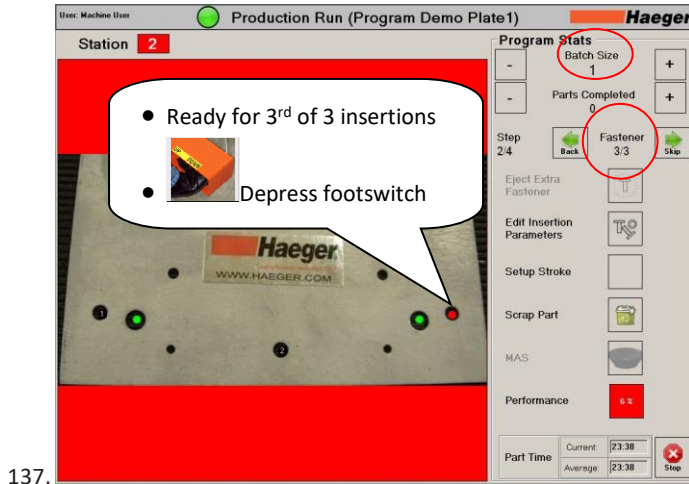 User: Machine User
Production Run (Program Demo Plate1)
Haeger
Station 2
Program Stats
Batch Size
- 1 +
Parts Completed
- 0 +
Step
2/4
Back
Fastener
3/3
Skip
Eject Extra
Fastener
Edit Insertion
Parameters
Setup Stroke
Scrap Part
MAS
Performance
6 %
Part Time
Current: 23:38
Average: 23:38
Stop
• Ready for 3rd of 3 insertions
• Depress footswitch
Haeger
WWW.HAEGER.COM
1
2
137.